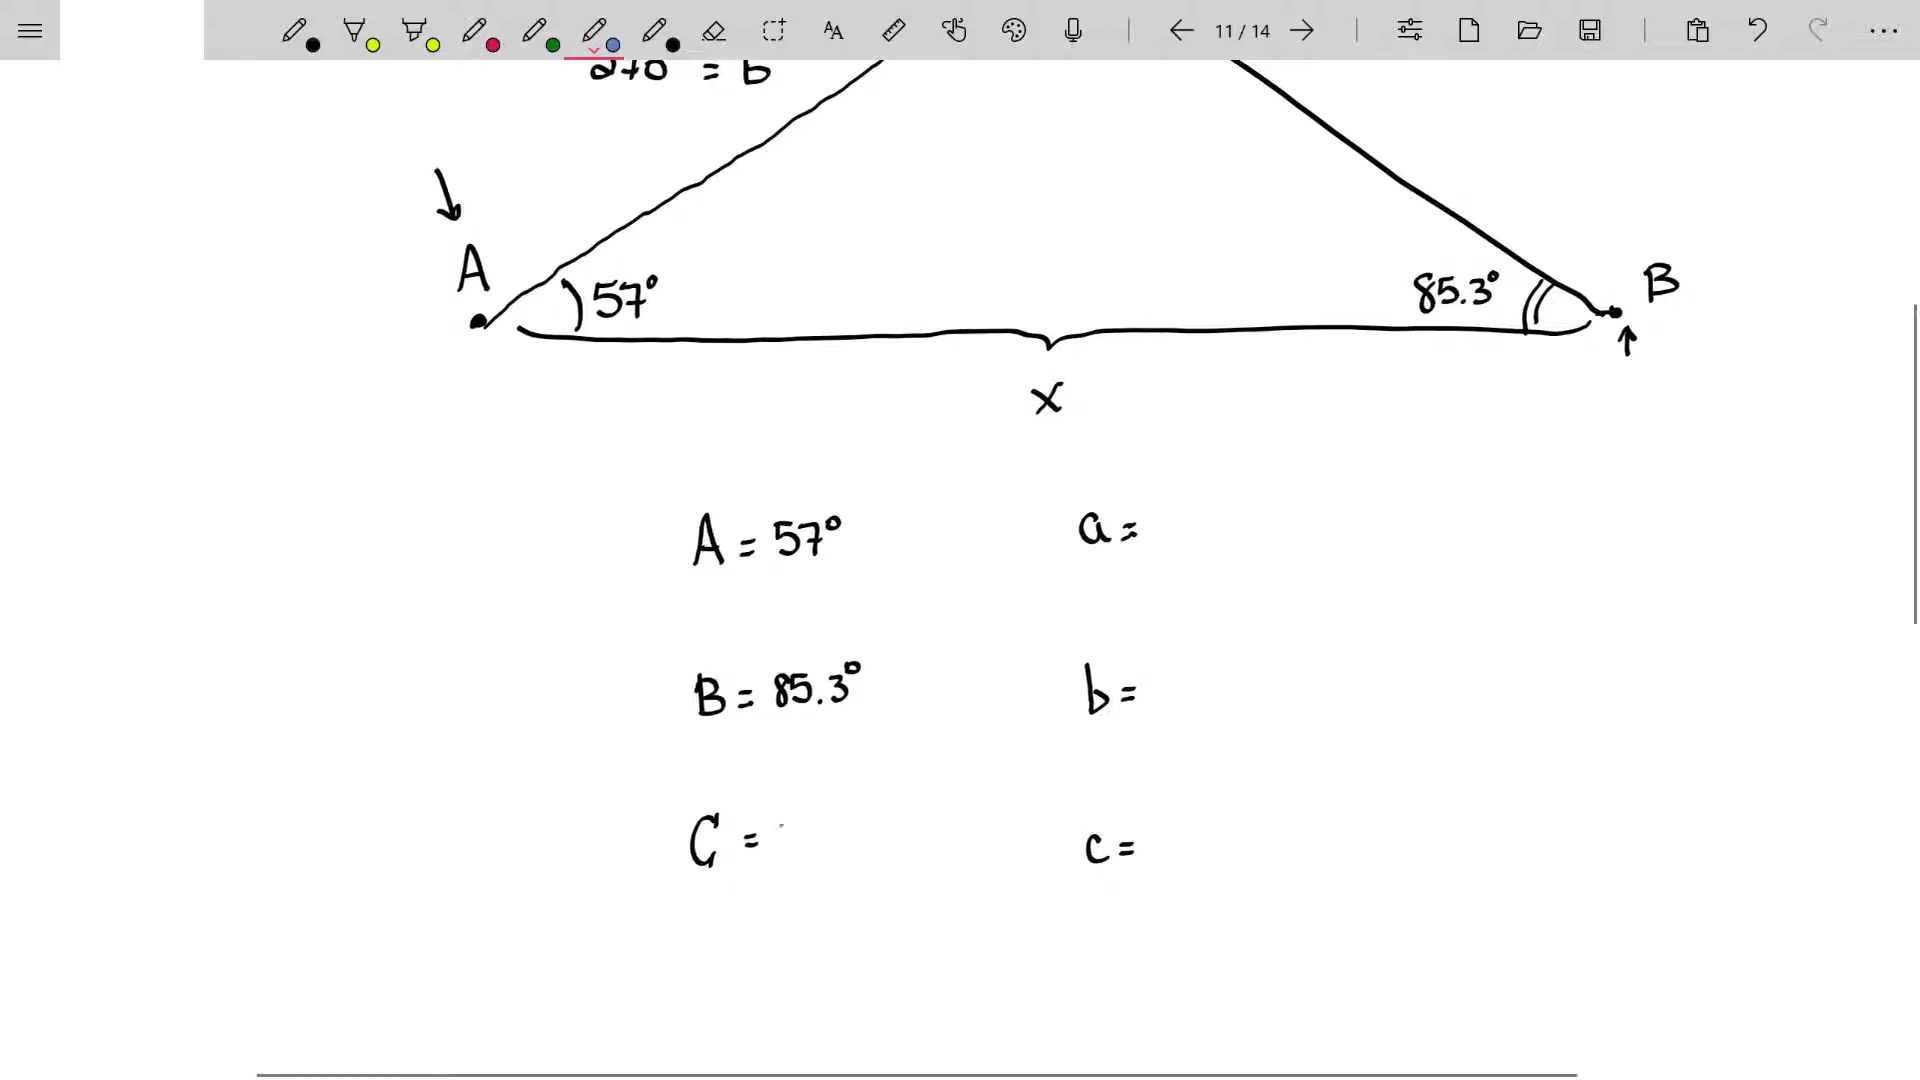 11 / 14
= b
A
57°
85.3°
B
x
A = 57°
a =
B = 85.3°
b =
C =
c =